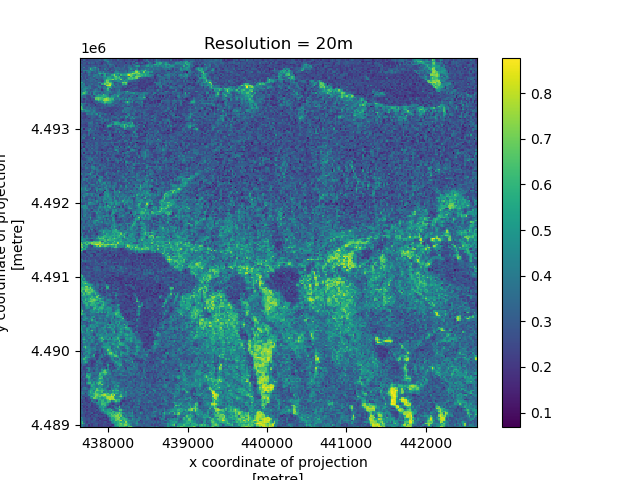 Resolution = 20m
1e6
4.493
4.492
4.491
4.490
4.489
y coordinate of projection
[metre]
438000 439000 440000 441000 442000
x coordinate of projection
[metre]
0.8
0.7
0.6
0.5
0.4
0.3
0.2
0.1